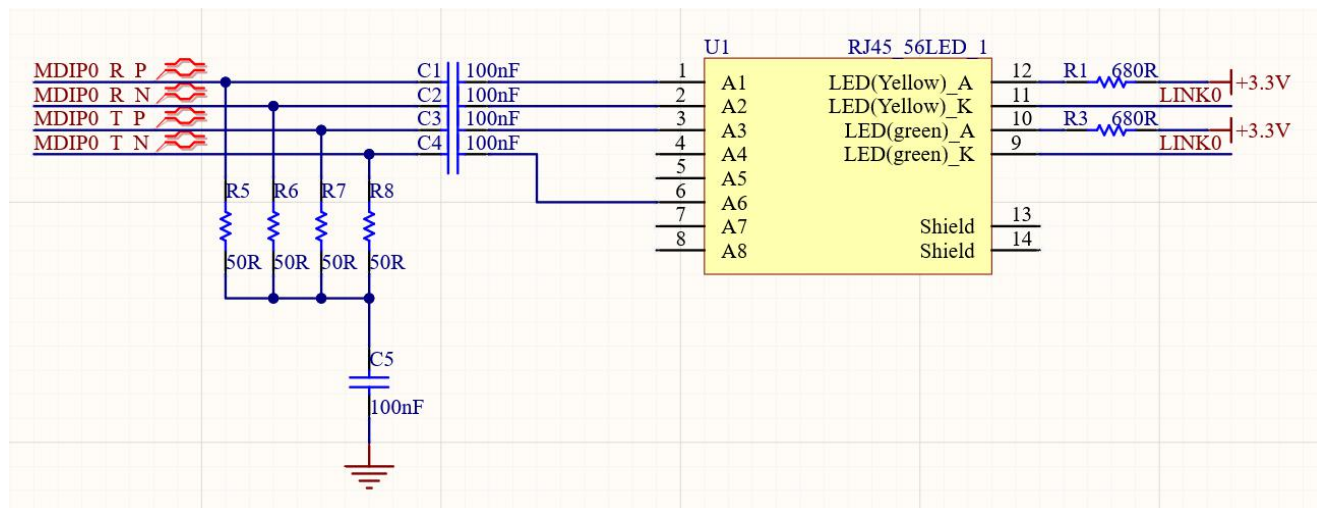 U1 RJ45_56LED_1
MDIP0_R_P C1 100nF 1 A1 LED(Yellow)_A 12 R1 680R +3.3V
MDIP0_R_N C2 100nF 2 A2 LED(Yellow)_K 11 LINK0
MDIP0_T_P C3 100nF 3 A3 LED(green)_A 10 R3 680R +3.3V
MDIP0_T_N C4 100nF 4 A4 LED(green)_K 9 LINK0
5 A5
R5 R6 R7 R8 6 A6
7 A7 Shield 13
8 A8 Shield 14
50R 50R 50R 50R
C5
100nF